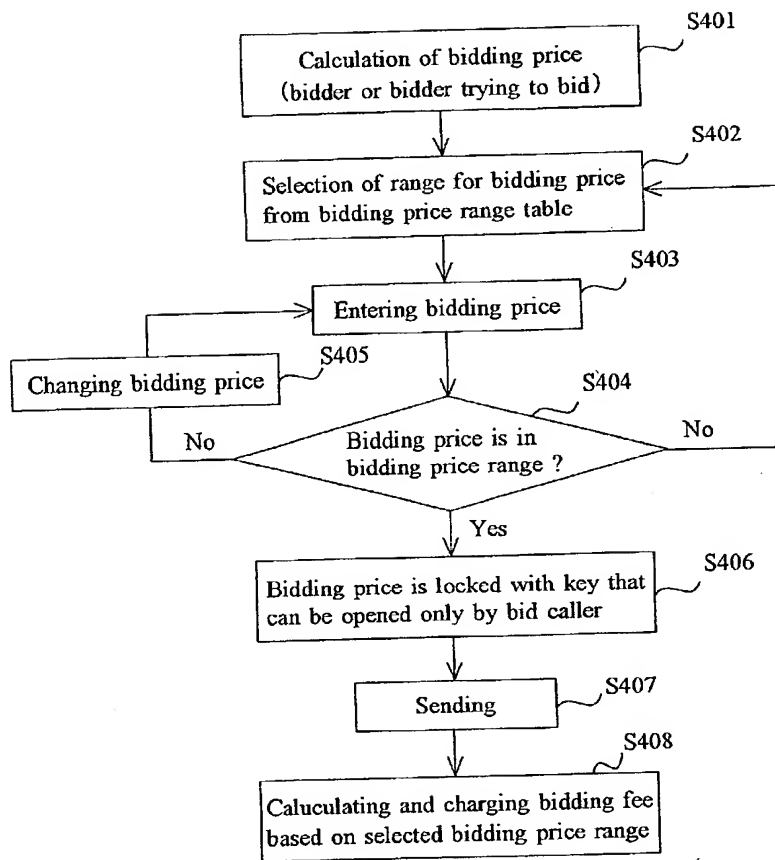 S401
Calculation of bidding price
(bidder or bidder trying to bid)
S402
Selection of range for bidding price
from bidding price range table
S403
Entering bidding price
S405
Changing bidding price
S404
No
Bidding price is in
bidding price range ?
No
Yes
S406
Bidding price is locked with key that
can be opened only by bid caller
S407
Sending
S408
Caluculating and charging bidding fee
based on selected bidding price range